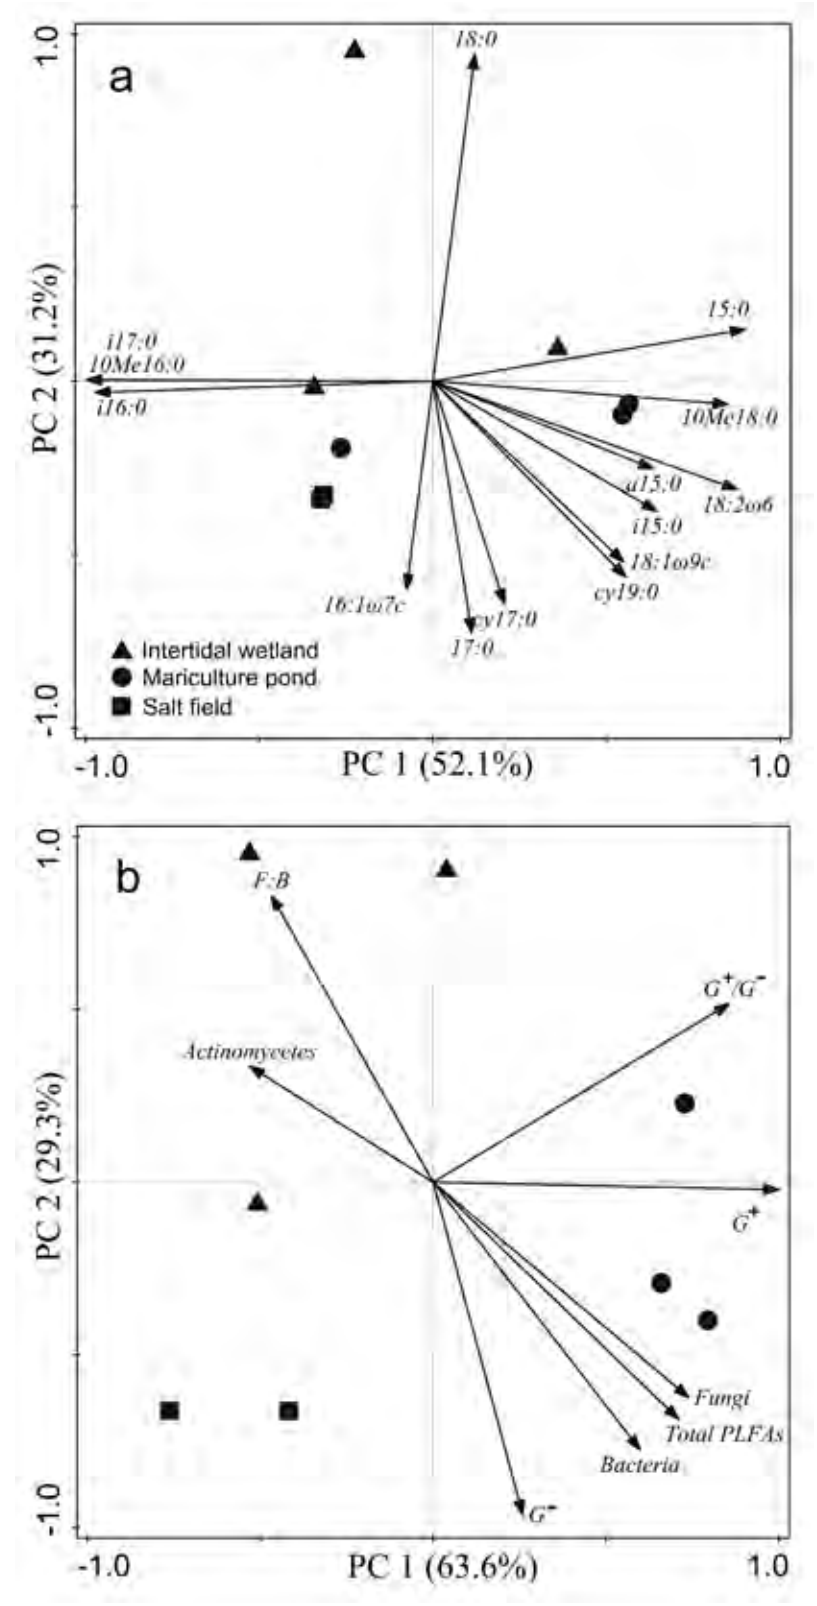 1.0
a
18:0
PC 2 (31.2%)
15:0
i17:0
10Me16:0
i16:0
10Me18:0
a15:0
18:2ω6
i15:0
18:1ω9c
cy19:0
16:1ω7c
cy17:0
17:0
Intertidal wetland
Mariculture pond
Salt field
-1.0
-1.0
PC 1 (52.1%)
1.0
1.0
b
F:B
G+/G-
Actinomycetes
PC 2 (29.3%)
G+
Fungi
Total PLFAs
Bacteria
G-
-1.0
-1.0
PC 1 (63.6%)
1.0